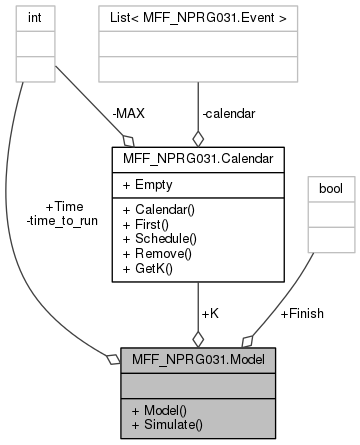 int
List< MFF_NPRG031.Event >
-MAX
-calendar
MFF_NPRG031.Calendar
+ Empty
+ Calendar()
+ First()
+ Schedule()
+ Remove()
+ GetK()
bool
+Time
-time_to_run
+K
+Finish
MFF_NPRG031.Model
+ Model()
+ Simulate()